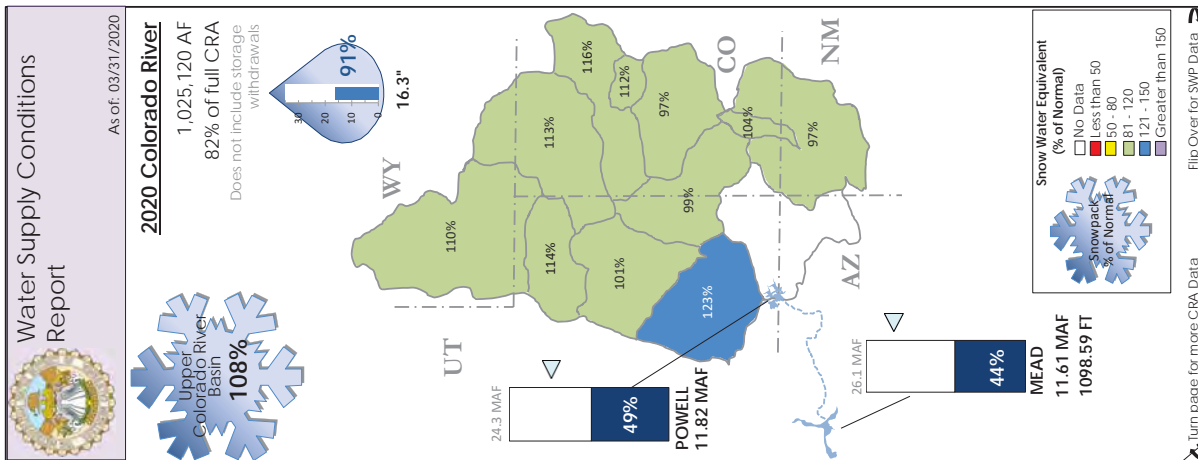 Water Supply Conditions
Report
As of: 03/31/2020
Upper
Colorado River
Basin
108%
2020 Colorado River
1,025,120 AF
82% of full CRA
Does not include storage
withdrawals
30
20
10
0
91%
16.3"
UT
WY
CO
NM
AZ
110%
113%
116%
112%
114%
101%
97%
99%
104%
97%
123%
24.3 MAF
49%
POWELL
11.82 MAF
26.1 MAF
44%
MEAD
11.61 MAF
1098.59 FT
Snowpack
% of Normal
Snow Water Equivalent
(% of Normal)
No Data
Less than 50
50 - 80
81 - 120
121 - 150
Greater than 150
Turn page for more CRA Data
Flip Over for SWP Data